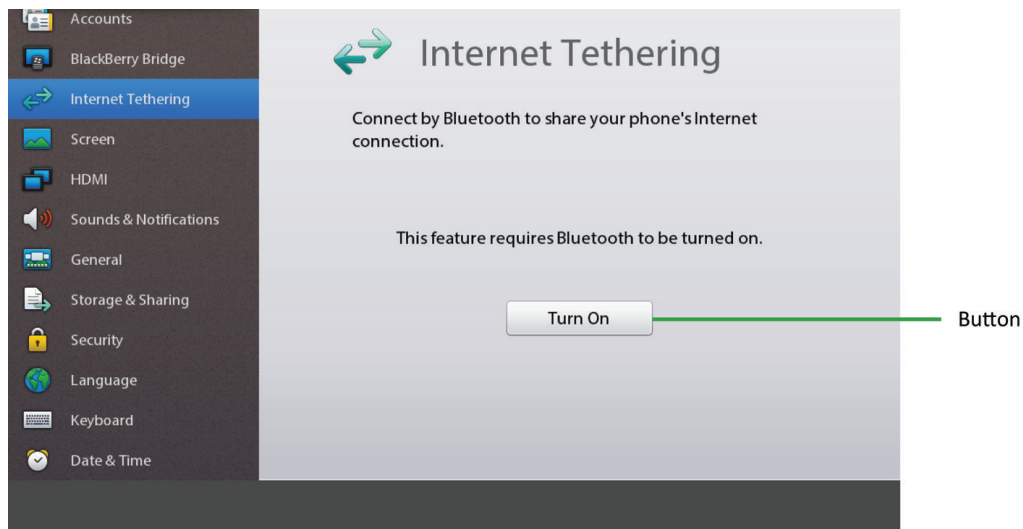 Accounts
BlackBerry Bridge
Internet Tethering
Screen
HDMI
Sounds & Notifications
General
Storage & Sharing
Security
Language
Keyboard
Date & Time
Internet Tethering
Connect by Bluetooth to share your phone's Internet
connection.
This feature requires Bluetooth to be turned on.
Turn On
Button